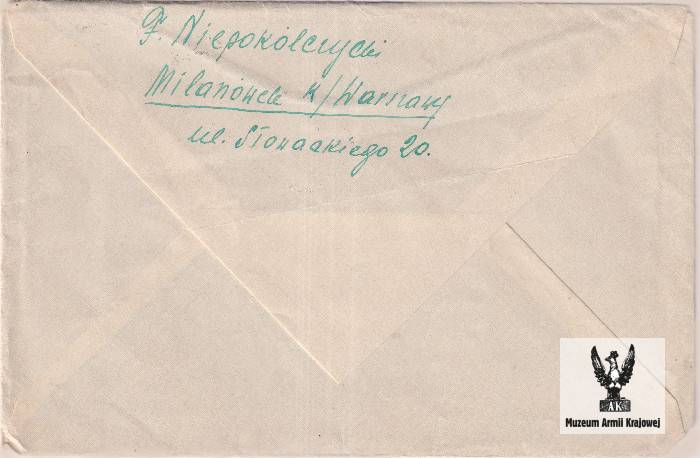 F. Niepokólczycki
Milanówek k/Warszawy
ul. Słowackiego 20.
AK
Muzeum Armii Krajowej